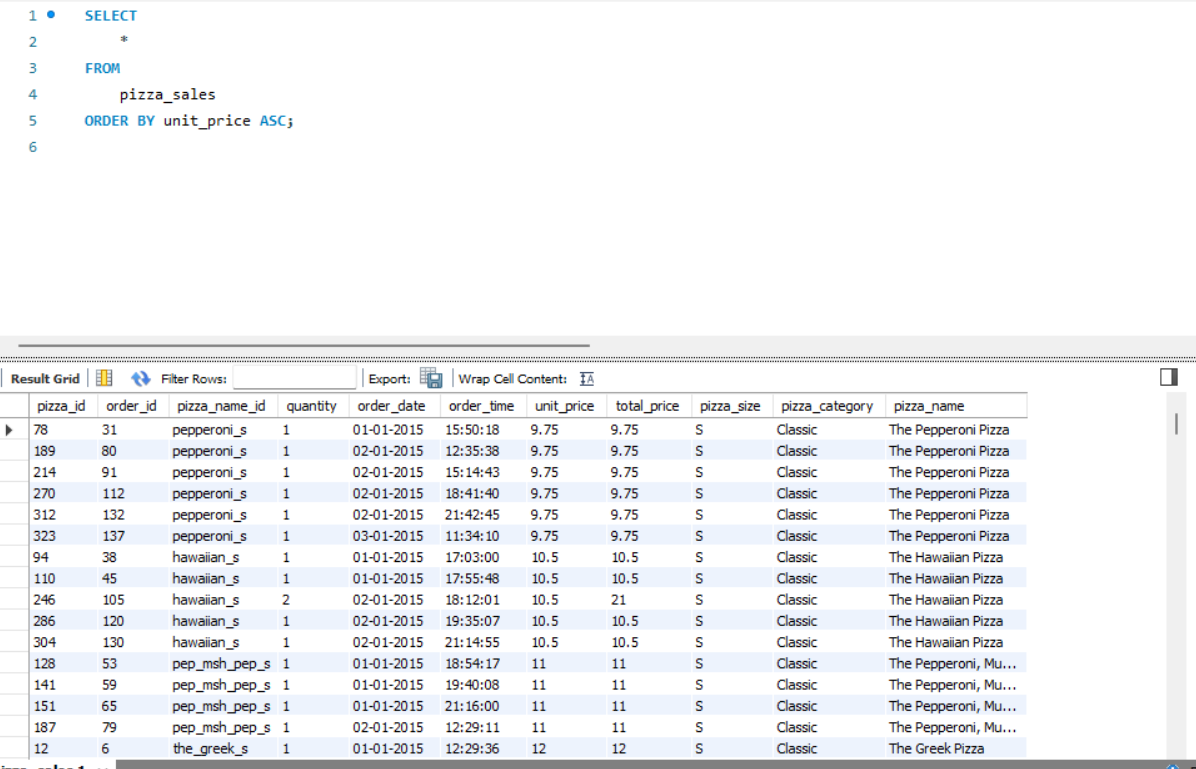 1 SELECT
2 *
3 FROM
4 pizza_sales
5 ORDER BY unit_price ASC;
6
Result Grid Filter Rows: Export: Wrap Cell Content: IA
pizza_id order_id pizza_name_id quantity order_date order_time unit_price total_price pizza_size pizza_category pizza_name
78 31 pepperoni_s 1 01-01-2015 15:50:18 9.75 9.75 S Classic The Pepperoni Pizza
189 80 pepperoni_s 1 02-01-2015 12:35:38 9.75 9.75 S Classic The Pepperoni Pizza
214 91 pepperoni_s 1 02-01-2015 15:14:43 9.75 9.75 S Classic The Pepperoni Pizza
270 112 pepperoni_s 1 02-01-2015 18:41:40 9.75 9.75 S Classic The Pepperoni Pizza
312 132 pepperoni_s 1 02-01-2015 21:42:45 9.75 9.75 S Classic The Pepperoni Pizza
323 137 pepperoni_s 1 03-01-2015 11:34:10 9.75 9.75 S Classic The Pepperoni Pizza
94 38 hawaiian_s 1 01-01-2015 17:03:00 10.5 10.5 S Classic The Hawaiian Pizza
110 45 hawaiian_s 1 01-01-2015 17:55:48 10.5 10.5 S Classic The Hawaiian Pizza
246 105 hawaiian_s 2 02-01-2015 18:12:01 10.5 21 S Classic The Hawaiian Pizza
286 120 hawaiian_s 1 02-01-2015 19:35:07 10.5 10.5 S Classic The Hawaiian Pizza
304 130 hawaiian_s 1 02-01-2015 21:14:55 10.5 10.5 S Classic The Hawaiian Pizza
128 53 pep_msh_pep_s 1 01-01-2015 18:54:17 11 11 S Classic The Pepperoni, Mu...
141 59 pep_msh_pep_s 1 01-01-2015 19:40:08 11 11 S Classic The Pepperoni, Mu...
151 65 pep_msh_pep_s 1 01-01-2015 21:16:00 11 11 S Classic The Pepperoni, Mu...
187 79 pep_msh_pep_s 1 02-01-2015 12:29:11 11 11 S Classic The Pepperoni, Mu...
12 6 the_greek_s 1 01-01-2015 12:29:36 12 12 S Classic The Greek Pizza